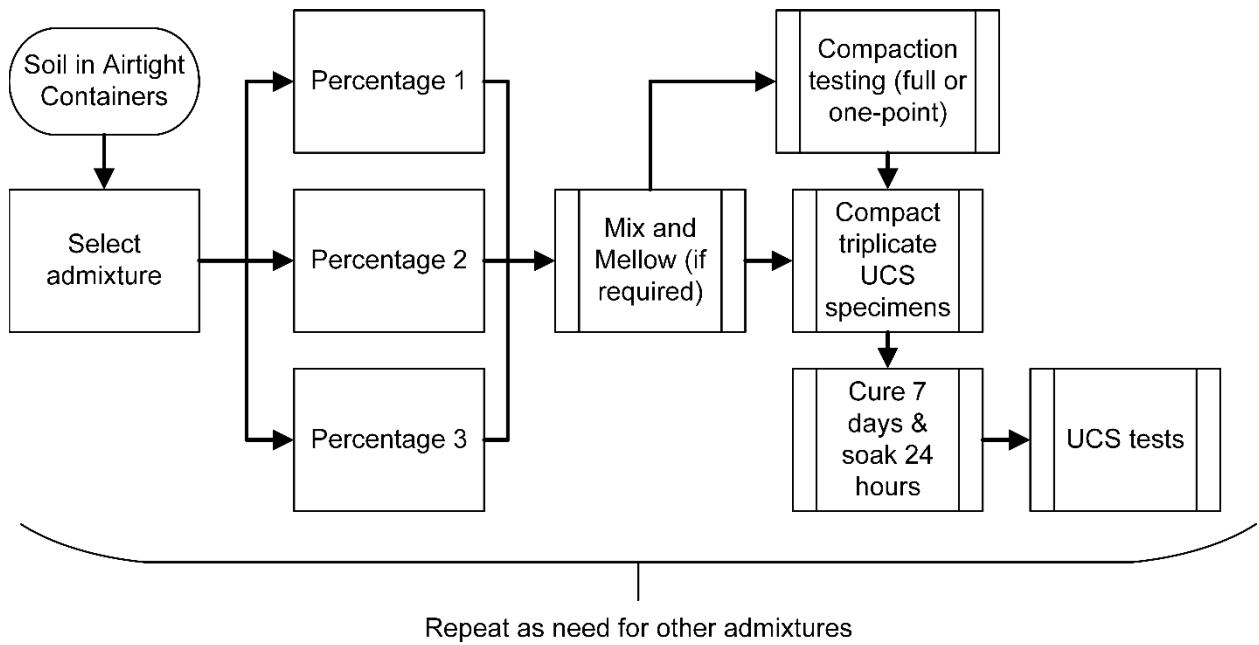 Soil in Airtight
Containers
Select
admixture
Percentage 1
Percentage 2
Percentage 3
Mix and
Mellow (if
required)
Compaction
testing (full or
one-point)
Compact
triplicate
UCS
specimens
Cure 7
days &
soak 24
hours
UCS tests
Repeat as need for other admixtures